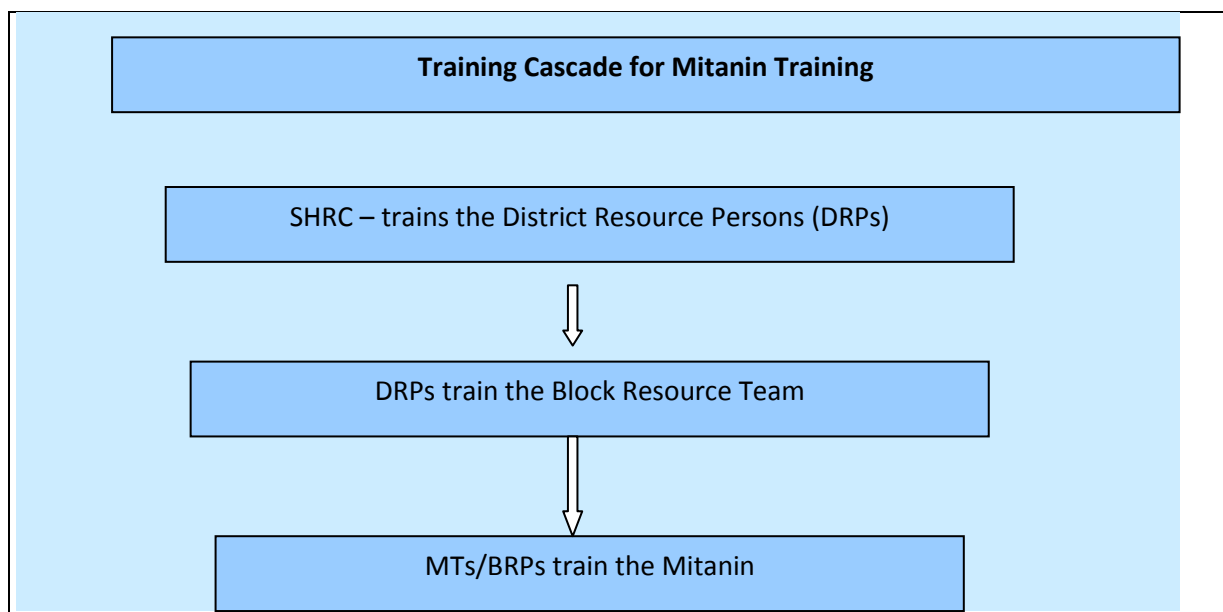 Training Cascade for Mitanin Training
SHRC – trains the District Resource Persons (DRPs)
DRPs train the Block Resource Team
MTs/BRPs train the Mitanin